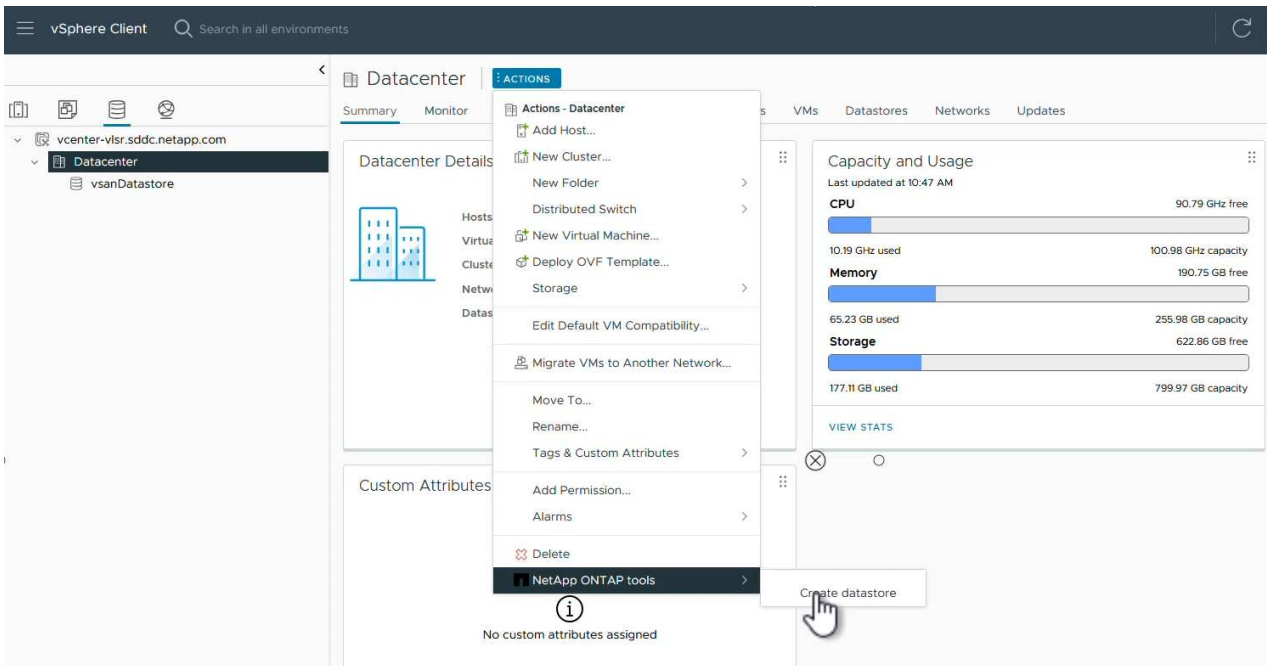 vSphere Client
Search in all environments
Datacenter
ACTIONS
Summary
Monitor
s
VMs
Datastores
Networks
Updates
vcenter-vlsr.sddc.netapp.com
Datacenter
vsanDatastore
Datacenter Details
Hosts
Virtua
Cluste
Netwo
Datas
Actions - Datacenter
Add Host...
New Cluster...
New Folder
Distributed Switch
New Virtual Machine...
Deploy OVF Template...
Storage
Edit Default VM Compatibility...
Migrate VMs to Another Network...
Move To...
Rename...
Tags & Custom Attributes
Add Permission...
Alarms
Delete
NetApp ONTAP tools
Create datastore
Capacity and Usage
Last updated at 10:47 AM
CPU
90.79 GHz free
10.19 GHz used
100.98 GHz capacity
Memory
190.75 GB free
65.23 GB used
255.98 GB capacity
Storage
622.86 GB free
177.11 GB used
799.97 GB capacity
VIEW STATS
Custom Attributes
No custom attributes assigned